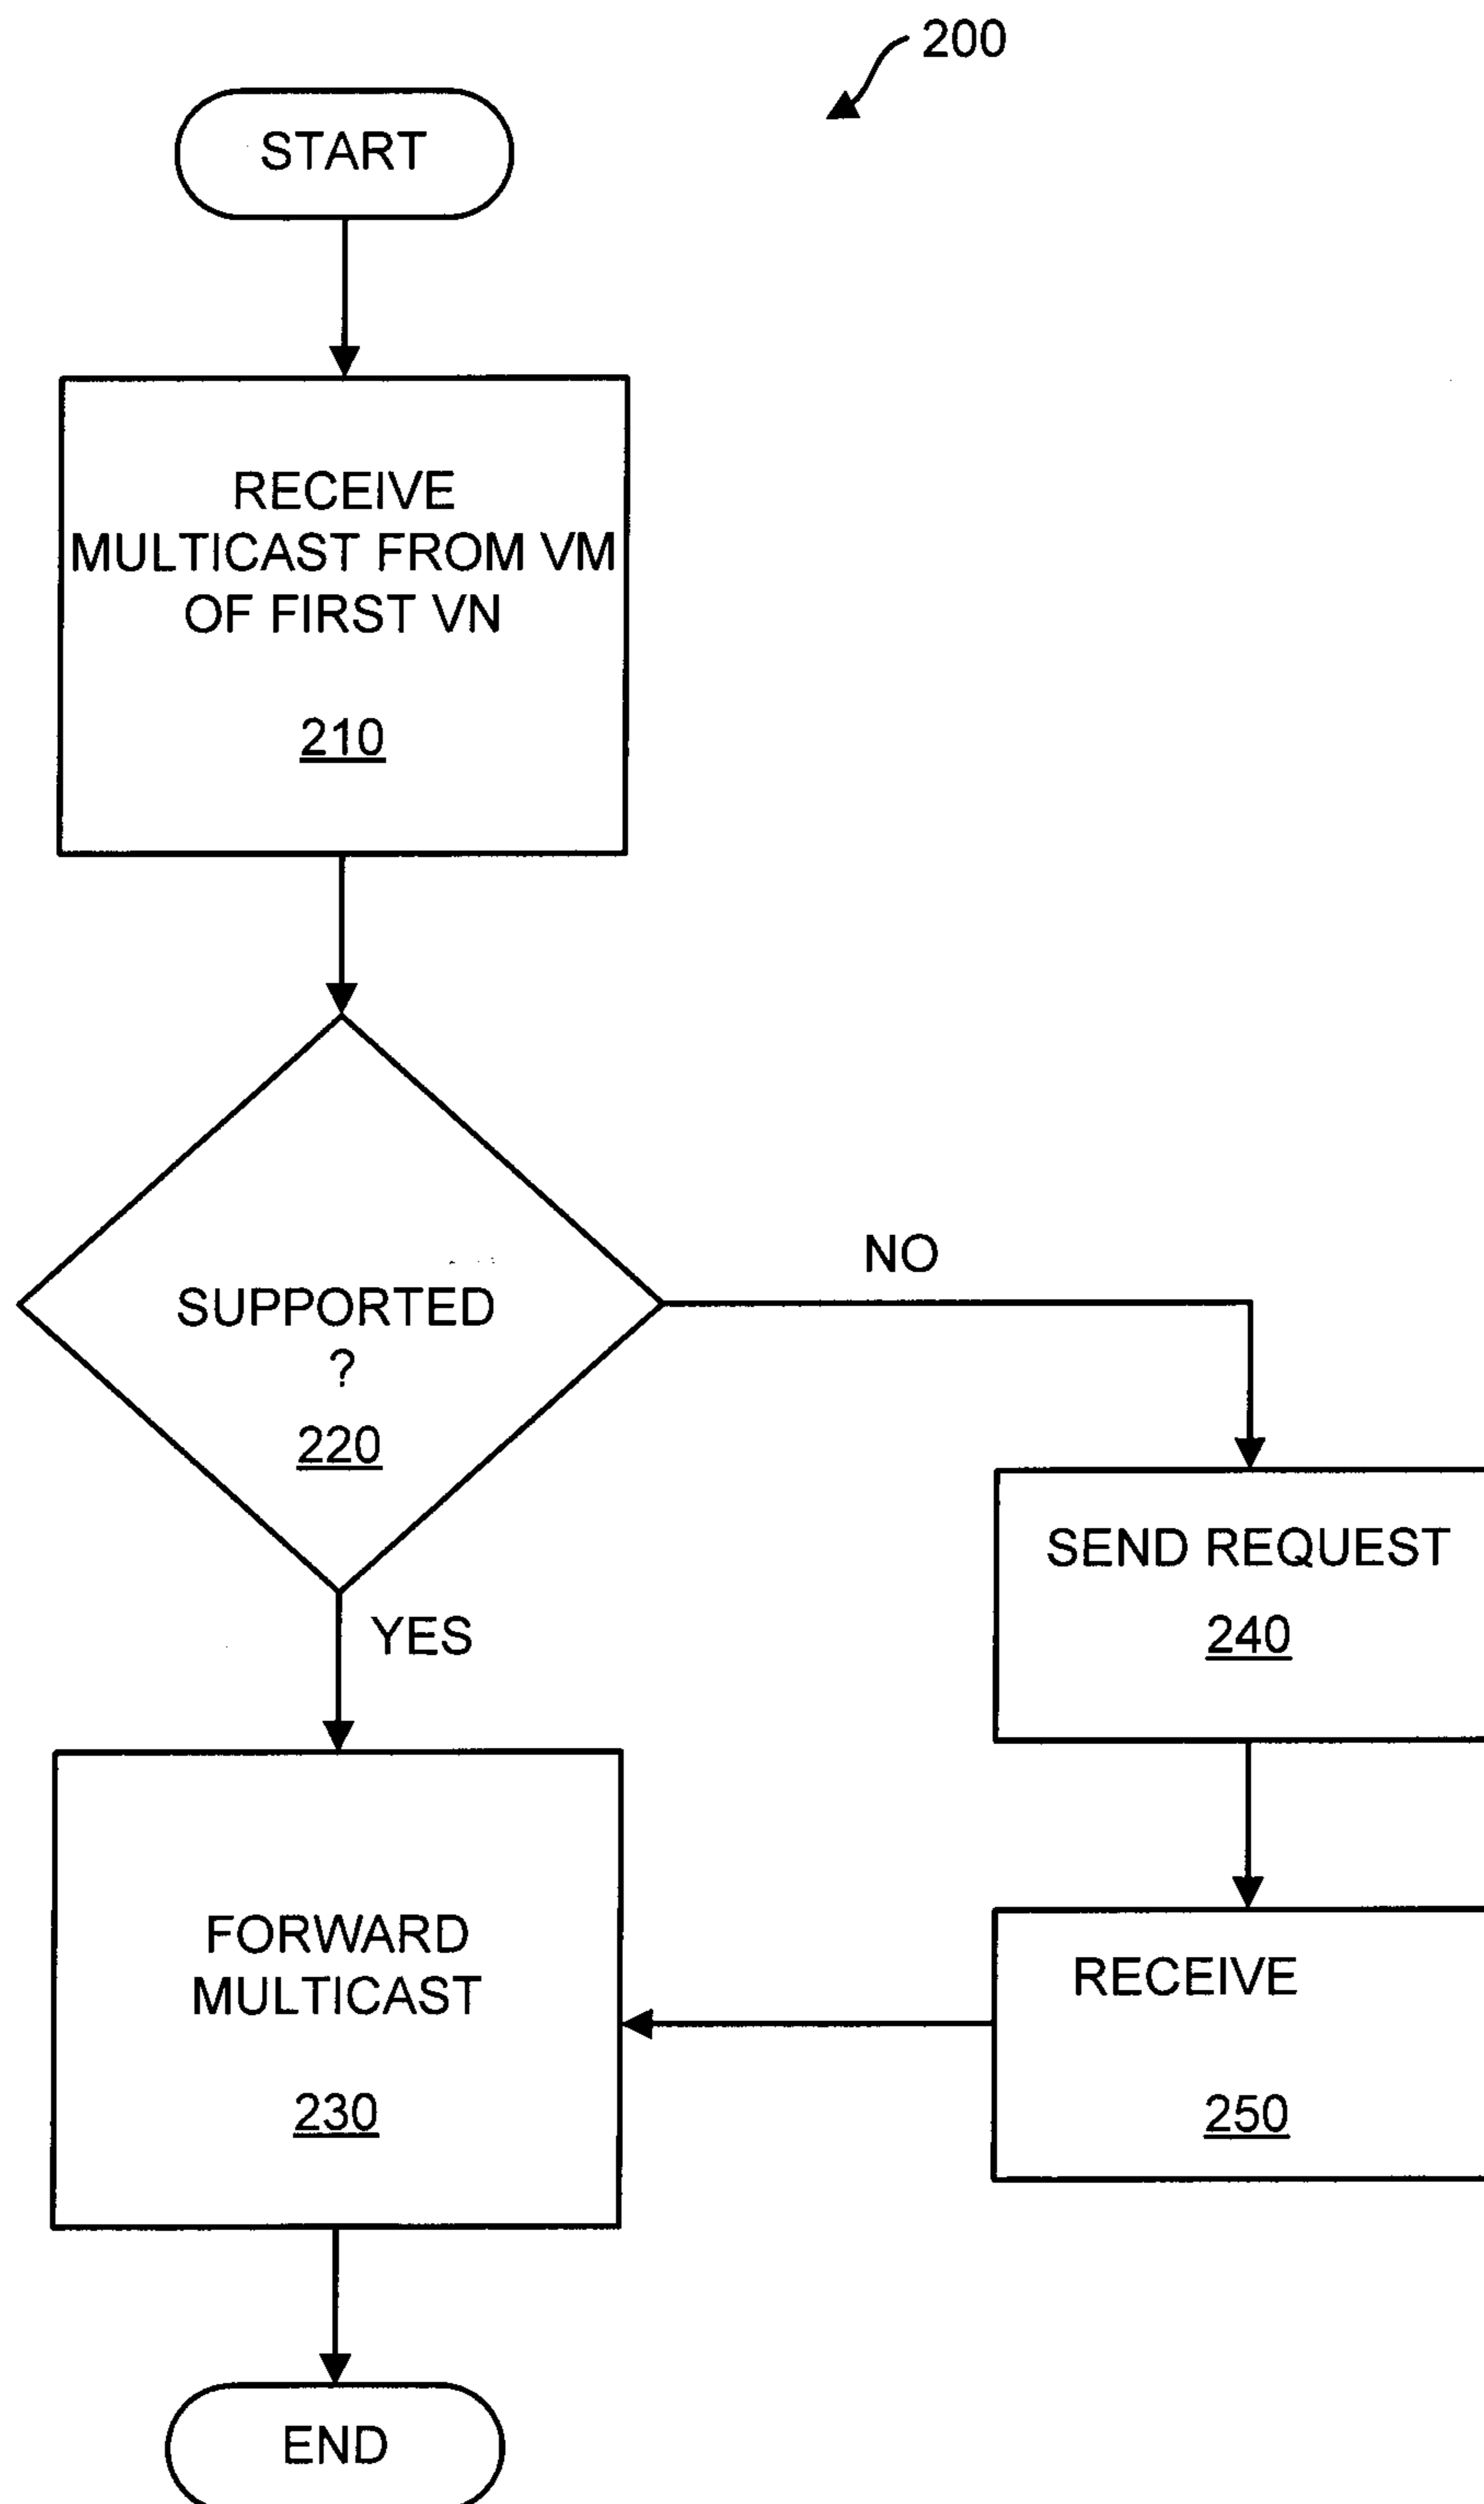 200
START
RECEIVE
MULTICAST FROM VM
OF FIRST VN
210
SUPPORTED
?
220
NO
YES
SEND REQUEST
240
FORWARD
MULTICAST
230
RECEIVE
250
END